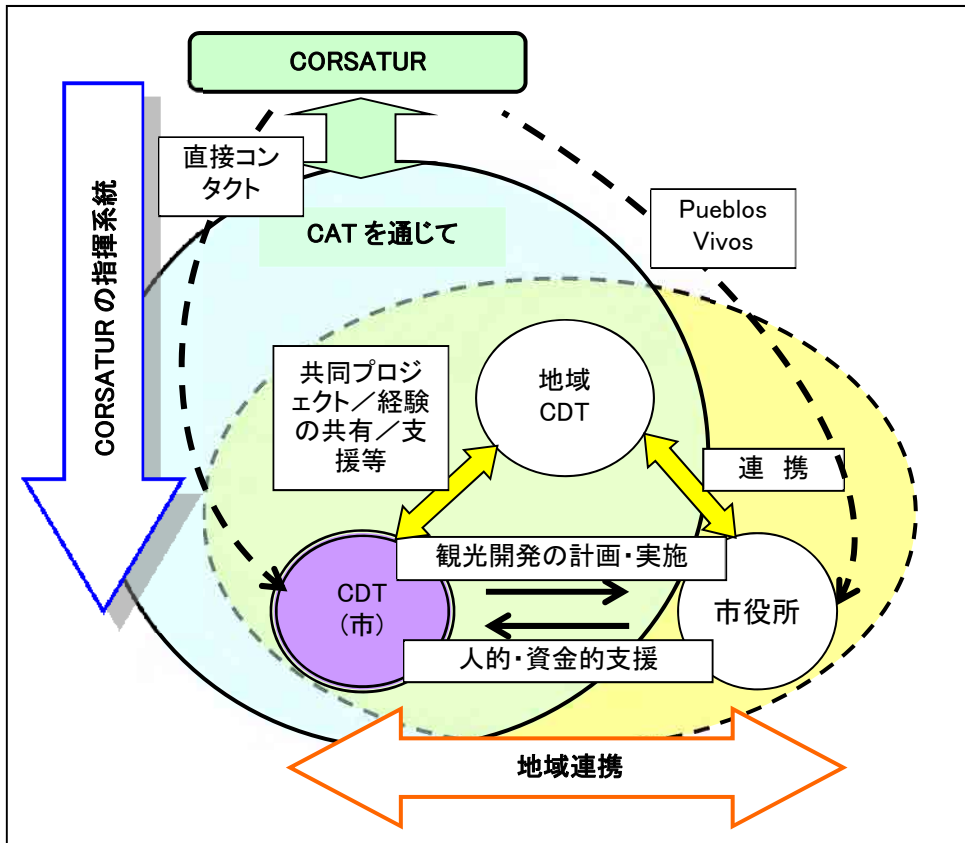 CORSATUR
直接コン
タクト
CORSATUR の指揮系統
CAT を通じて
Pueblos
Vivos
共同プロジ
ェクト／経験
の共有／支
援等
地域
CDT
連　携
観光開発の計画・実施
CDT
（市）
市役所
人的・資金的支援
地域連携